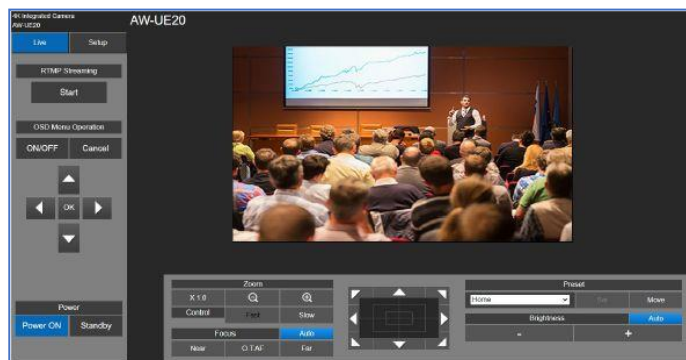 4K Integrated Camera
AW-UE20
AW-UE20
Live Setup
RTMP Streaming
Start
OSD Menu Operation
ON/OFF Cancel
OK
Power
Power ON Standby
Zoom
X 1.0
Control Fast Slow
Focus Auto
Near O.T.AF Far
Preset
Home Set Move
Brightness Auto
- +